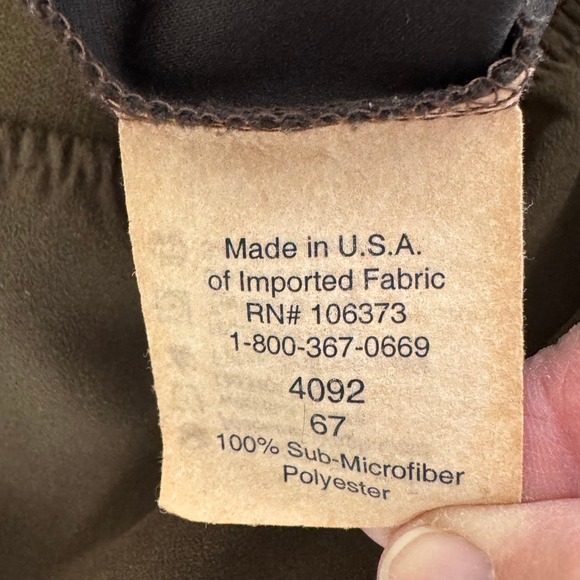 Made in U.S.A.
of Imported Fabric
RN# 106373
1-800-367-0669
4092
67
100% Sub-Microfiber
Polyester